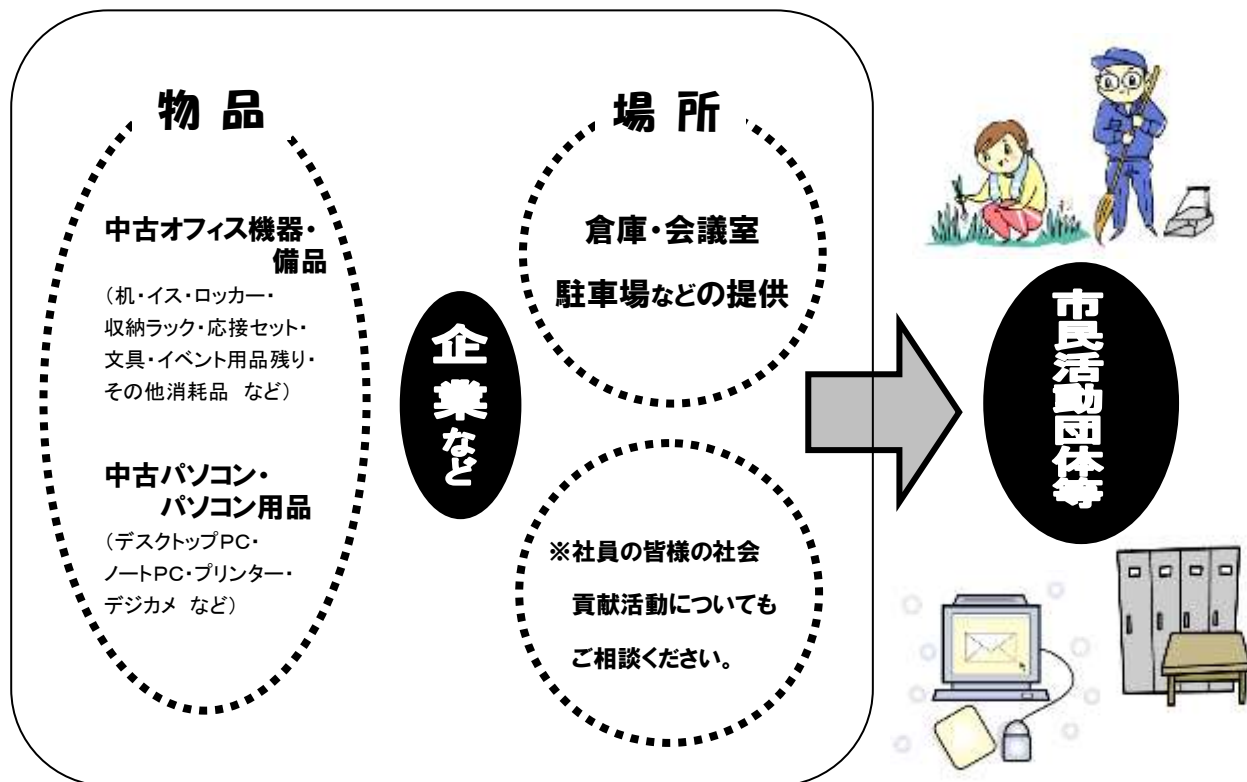 物 品
中古オフィス機器・
備品
（机・イス・ロッカー・
収納ラック・応接セット・
文具・イベント用品残り・
その他消耗品 など）
中古パソコン・
パソコン用品
（デスクトップPC・
ノートPC・プリンター・
デジカメ など）
企業など
場 所
倉庫・会議室
駐車場などの提供
※社員の皆様の社会
貢献活動についても
ご相談ください。
市民活動団体等